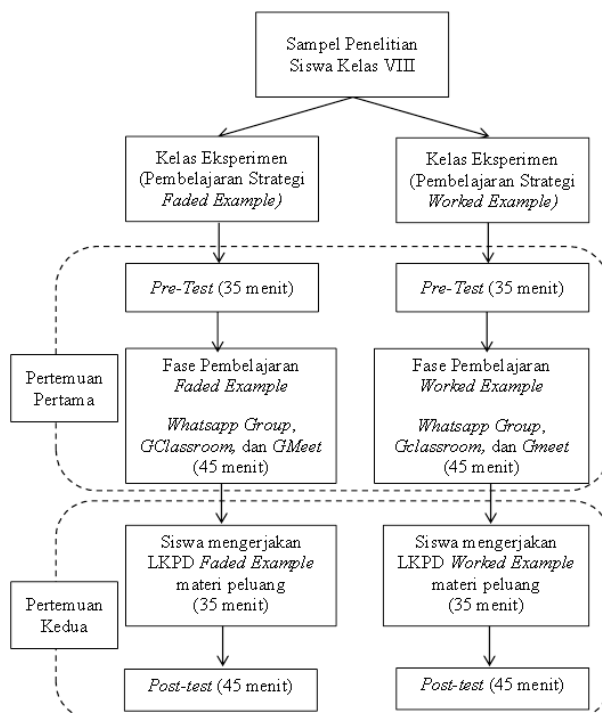 Sampel Penelitian
Siswa Kelas VIII
Kelas Eksperimen
(Pembelajaran Strategi
Faded Example)
Kelas Eksperimen
(Pembelajaran Strategi
Worked Example)
Pre-Test (35 menit)
Pre-Test (35 menit)
Pertemuan
Pertama
Fase Pembelajaran
Faded Example
Whatsapp Group,
GClassroom, dan GMeet
(45 menit)
Fase Pembelajaran
Worked Example
Whatsapp Group,
Gclassroom, dan Gmeet
(45 menit)
Pertemuan
Kedua
Siswa mengerjakan
LKPD Faded Example
materi peluang
(35 menit)
Siswa mengerjakan
LKPD Worked Example
materi peluang
(35 menit)
Post-test (45 menit)
Post-test (45 menit)